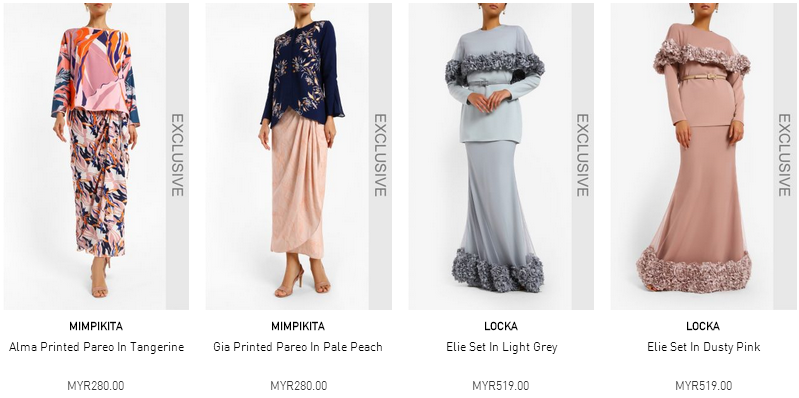 EXCLUSIVE
EXCLUSIVE
EXCLUSIVE
EXCLUSIVE
MIMPIKITA
Alma Printed Pareo In Tangerine
MYR280.00
MIMPIKITA
Gia Printed Pareo In Pale Peach
MYR280.00
LOCKA
Elie Set In Light Grey
MYR519.00
LOCKA
Elie Set In Dusty Pink
MYR519.00